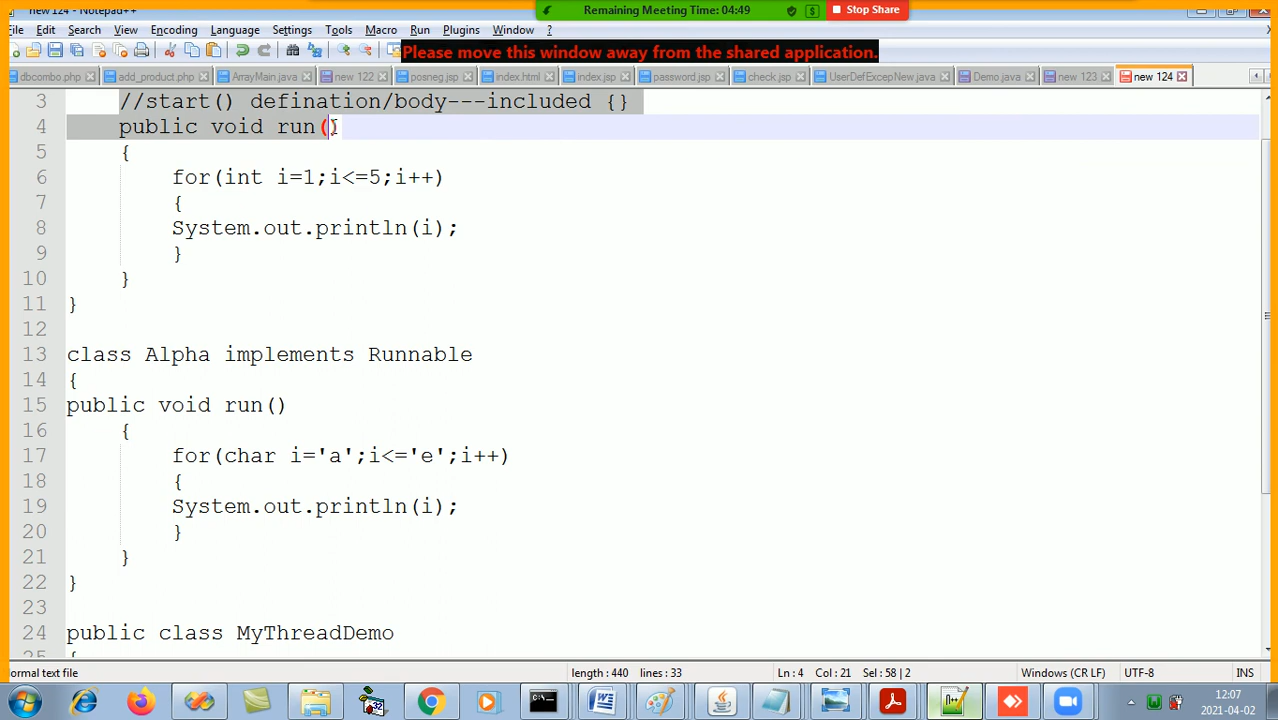 new 124 - Notepad++
Remaining Meeting Time: 04:49
Stop Share
File Edit Search View Encoding Language Settings Tools Macro Run Plugins Window ?
Please move this window away from the shared application.
dbcombo.php add_product.php ArrayMain.java new 122 posneg.jsp index.html index.jsp password.jsp check.jsp UserDefExcepNew.java Demo.java new 123 new 124
3 //start() defination/body---included {}
4 public void run()
5 {
6 for(int i=1;i<=5;i++)
7 {
8 System.out.println(i);
9 }
10 }
11 }
12
13 class Alpha implements Runnable
14 {
15 public void run()
16 {
17 for(char i='a';i<='e';i++)
18 {
19 System.out.println(i);
20 }
21 }
22 }
23
24 public class MyThreadDemo
25 {
ormal text file length : 440 lines : 33 Ln : 4 Col : 21 Sel : 58 | 2 Windows (CR LF) UTF-8 INS
12:07
2021-04-02